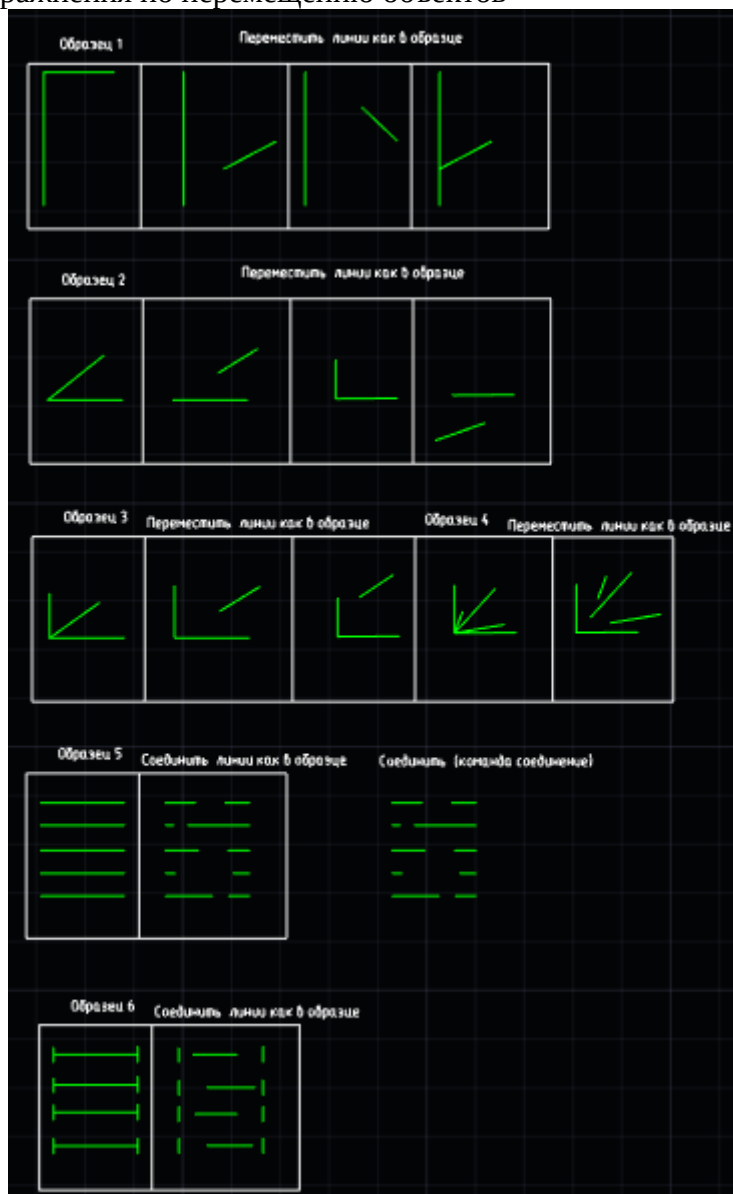 ражнения по перемещению объектов
Образец 1 Переместить линии как в образце
Образец 2 Переместить линии как в образце
Образец 3 Переместить линии как в образце Образец 4 Переместить линии как в образце
Образец 5 Соединить линии как в образце Соединить (команда соединение)
Образец 6 Соединить линии как в образце